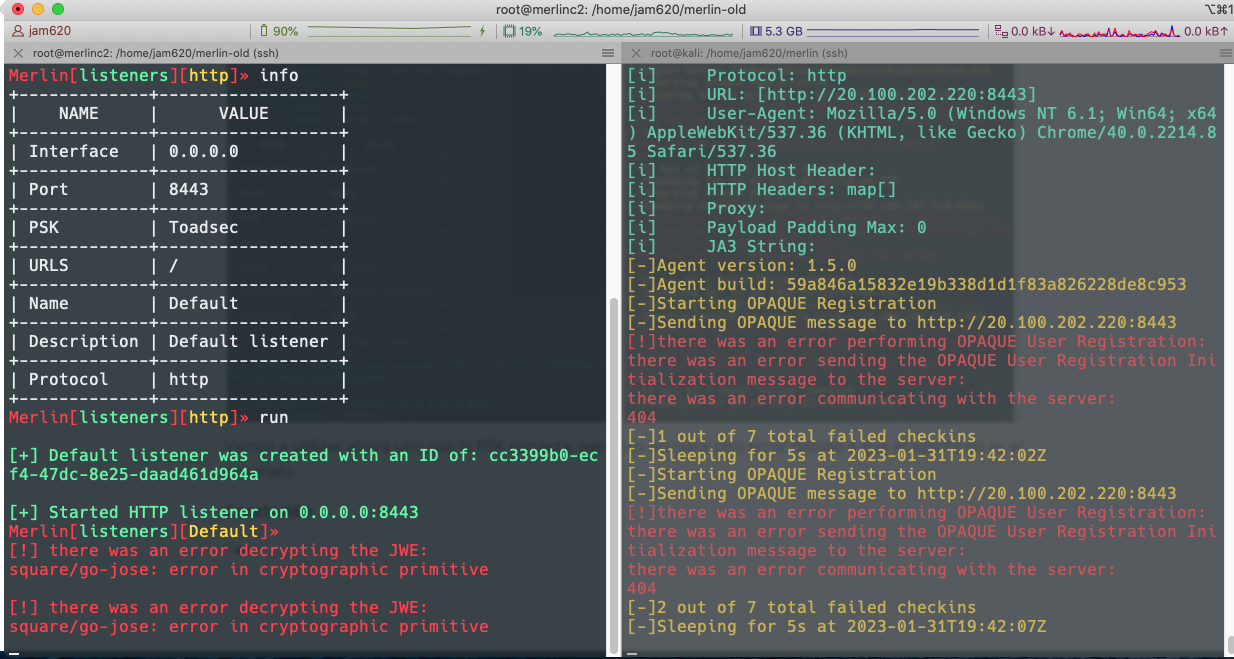 root@merlinc2: /home/jam620/merlin-old
⌥⌘1
jam620
90%
19%
5.3 GB
0.0 kB↓
0.0 kB↑
root@merlinc2: /home/jam620/merlin-old (ssh)
Merlin[listeners][http]» info
+-------------+------------------+
| NAME | VALUE |
+-------------+------------------+
| Interface | 0.0.0.0 |
+-------------+------------------+
| Port | 8443 |
+-------------+------------------+
| PSK | Toadsec |
+-------------+------------------+
| URLS | / |
+-------------+------------------+
| Name | Default |
+-------------+------------------+
| Description | Default listener |
+-------------+------------------+
| Protocol | http |
+-------------+------------------+
Merlin[listeners][http]» run
[+] Default listener was created with an ID of: cc3399b0-ec
f4-47dc-8e25-daad461d964a
[+] Started HTTP listener on 0.0.0.0:8443
Merlin[listeners][Default]»
[!] there was an error decrypting the JWE:
square/go-jose: error in cryptographic primitive
[!] there was an error decrypting the JWE:
square/go-jose: error in cryptographic primitive
root@kali: /home/jam620/merlin (ssh)
[i] Protocol: http
[i] URL: [http://20.100.202.220:8443]
[i] User-Agent: Mozilla/5.0 (Windows NT 6.1; Win64; x64
) AppleWebKit/537.36 (KHTML, like Gecko) Chrome/40.0.2214.8
5 Safari/537.36
[i] HTTP Host Header:
[i] HTTP Headers: map[]
[i] Proxy:
[i] Payload Padding Max: 0
[i] JA3 String:
[-]Agent version: 1.5.0
[-]Agent build: 59a846a15832e19b338d1d1f83a826228de8c953
[-]Starting OPAQUE Registration
[-]Sending OPAQUE message to http://20.100.202.220:8443
[!]there was an error performing OPAQUE User Registration:
there was an error sending the OPAQUE User Registration Ini
tialization message to the server:
there was an error communicating with the server:
404
[-]1 out of 7 total failed checkins
[-]Sleeping for 5s at 2023-01-31T19:42:02Z
[-]Starting OPAQUE Registration
[-]Sending OPAQUE message to http://20.100.202.220:8443
[!]there was an error performing OPAQUE User Registration:
there was an error sending the OPAQUE User Registration Ini
tialization message to the server:
there was an error communicating with the server:
404
[-]2 out of 7 total failed checkins
[-]Sleeping for 5s at 2023-01-31T19:42:07Z